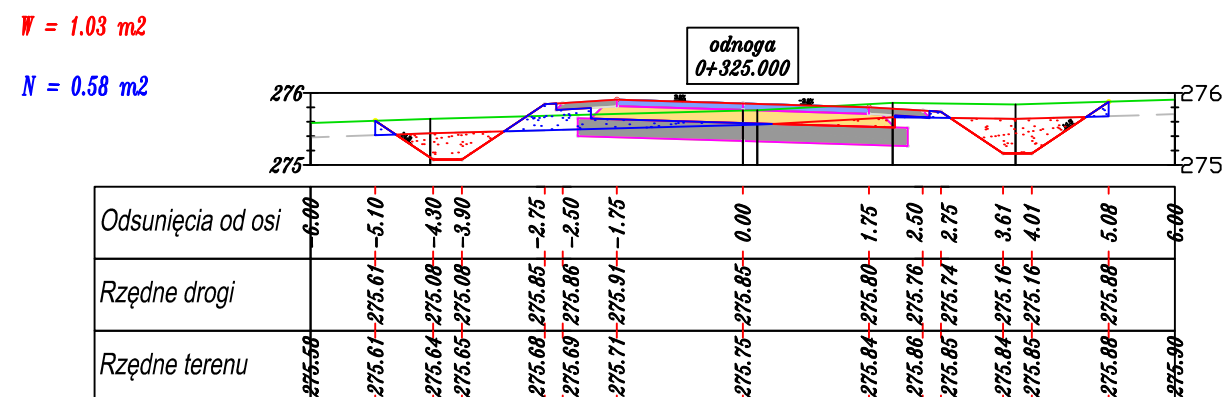 W = 1.03 m2
N = 0.58 m2
odnoga
0+325.000
276 276
275 275
Odsunięcia od osi -6.00 -5.10 -4.30 -3.90 -2.75 -2.50 -1.75 0.00 1.75 2.50 2.75 3.61 4.01 5.08 6.00
Rzędne drogi 275.61 275.08 275.08 275.85 275.86 275.91 275.85 275.80 275.76 275.74 275.16 275.16 275.88
Rzędne terenu 275.58 275.61 275.64 275.65 275.68 275.69 275.71 275.75 275.84 275.86 275.85 275.84 275.85 275.88 275.90